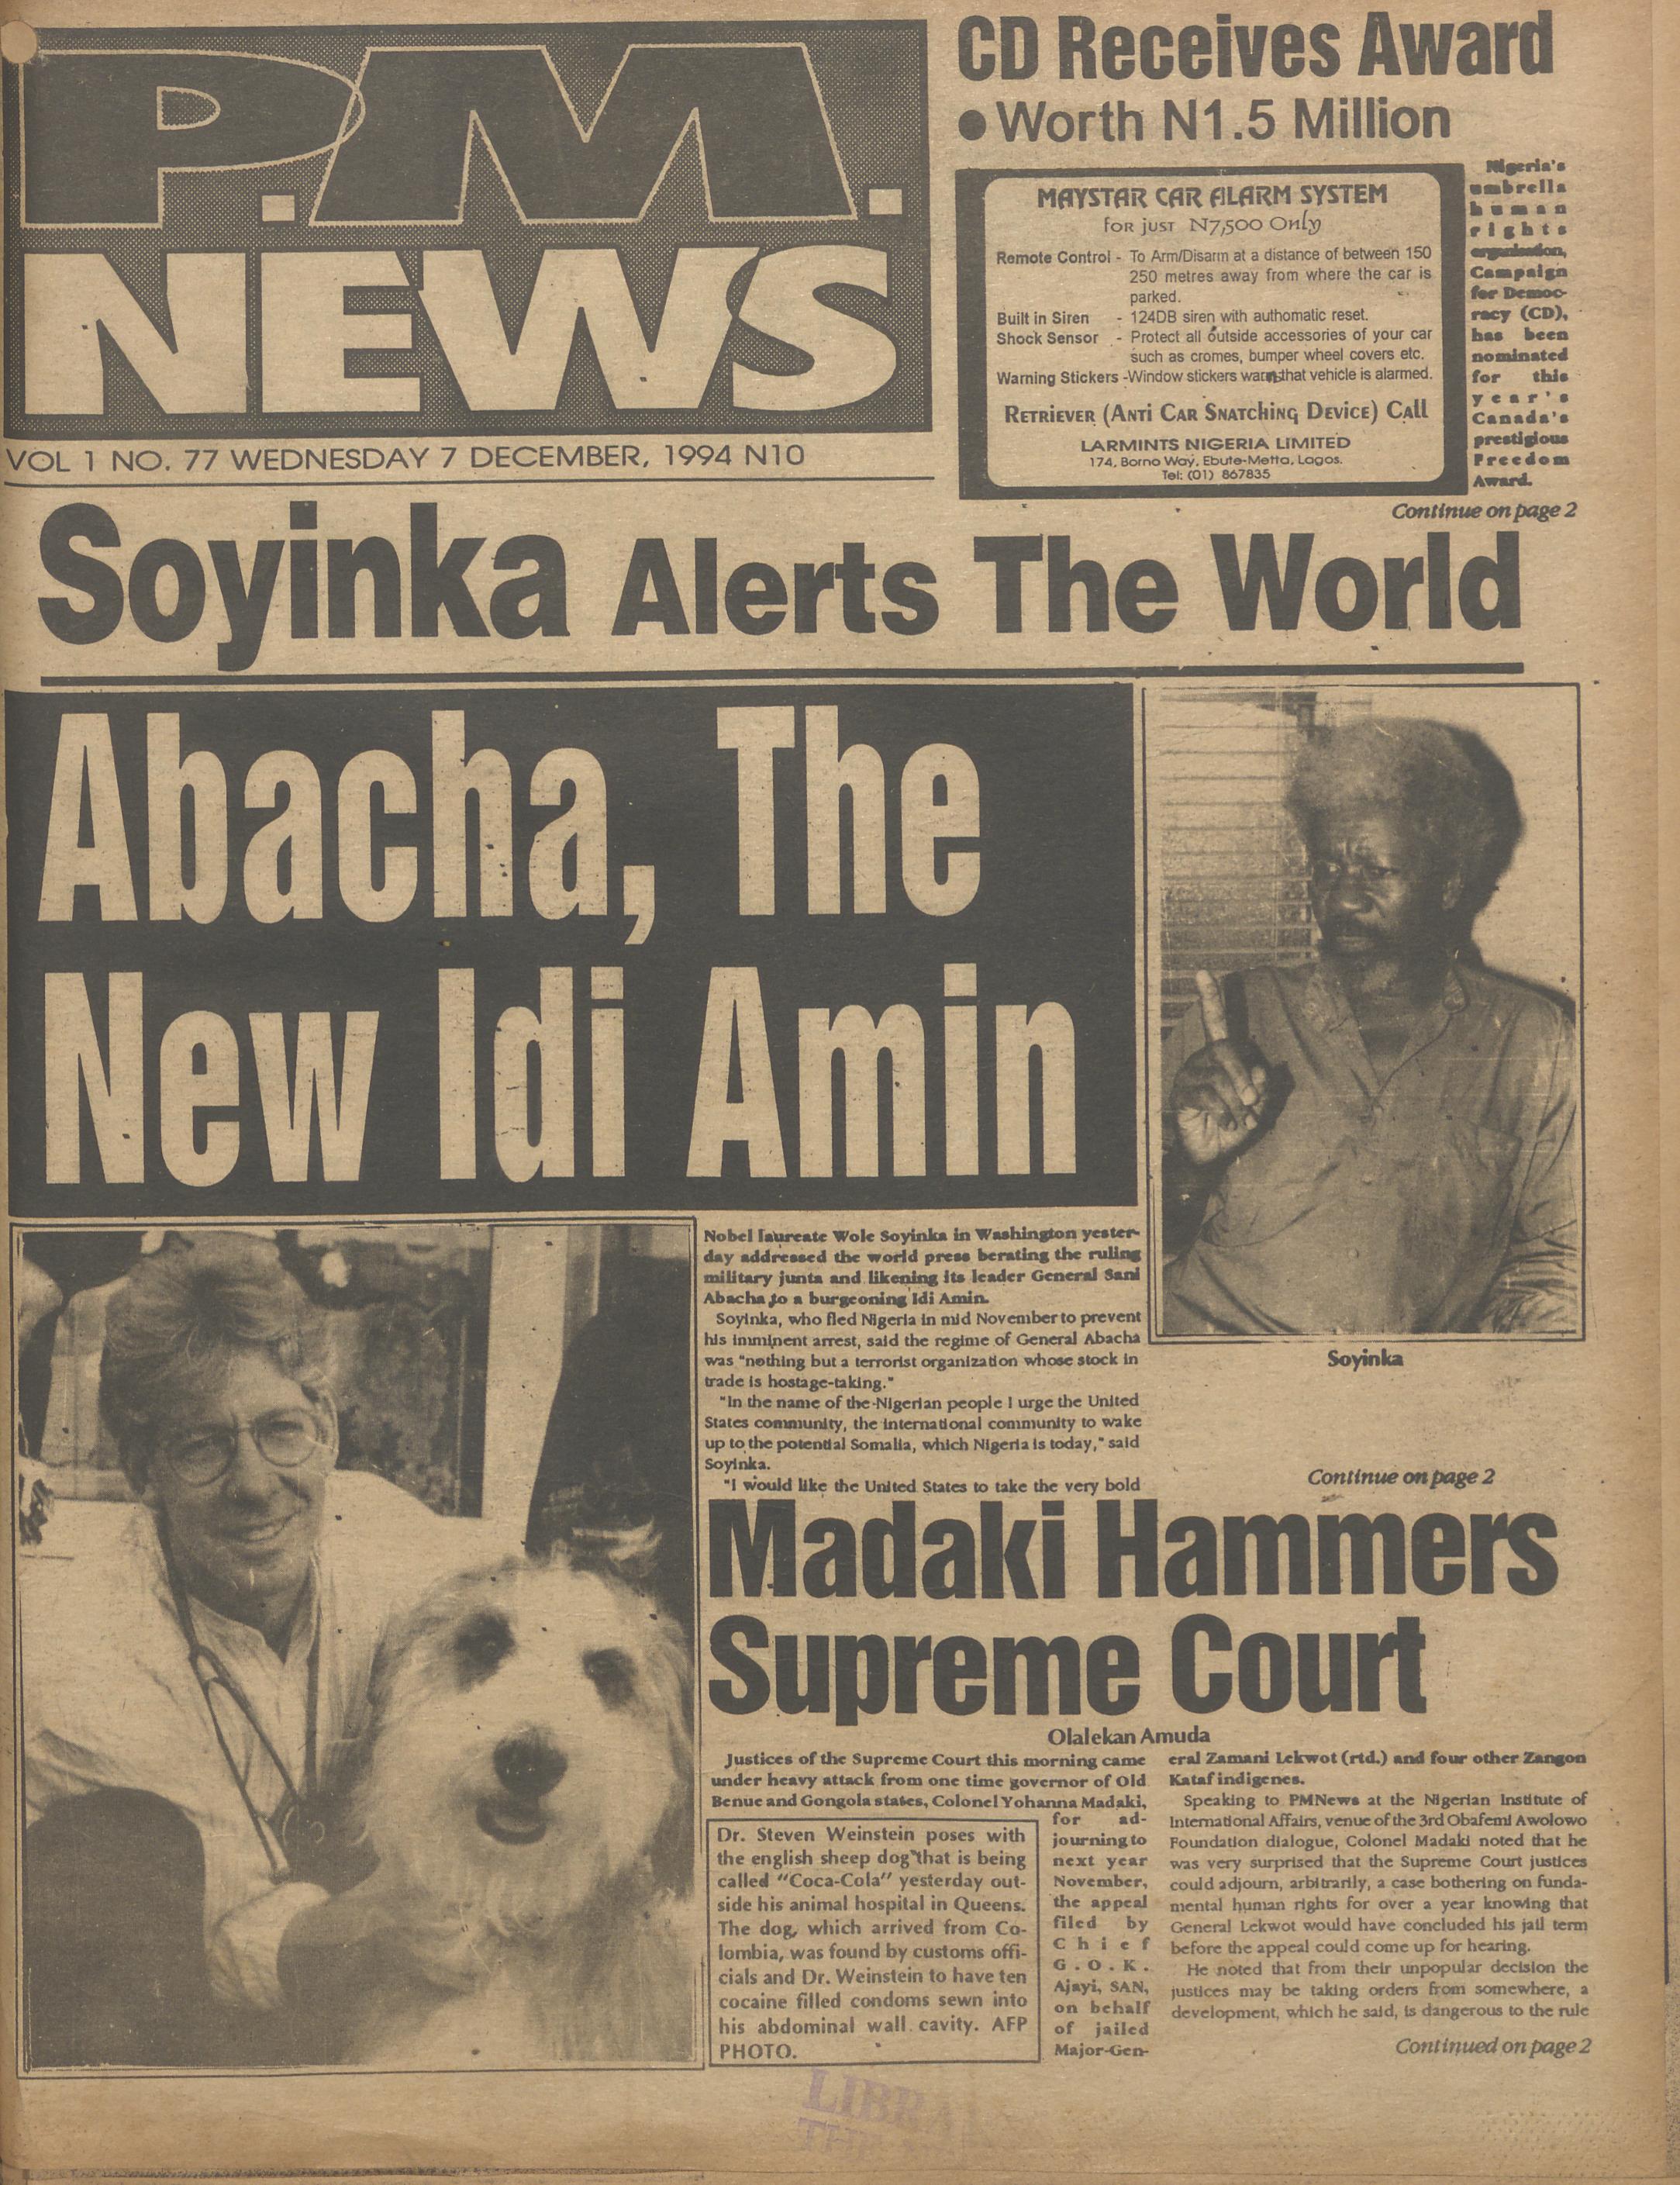 P.M.
NEWS
VOL 1 NO. 77 WEDNESDAY 7 DECEMBER, 1994 N10
CD Receives Award
● Worth N1.5 Million
MAYSTAR CAR ALARM SYSTEM
for just N7,500 Only
Remote Control - To Arm/Disarm at a distance of between 150
250 metres away from where the car is
parked.
Built in Siren - 124DB siren with authomatic reset.
Shock Sensor - Protect all outside accessories of your car
such as cromes, bumper wheel covers etc.
Warning Stickers -Window stickers warns that vehicle is alarmed.
Retriever (Anti Car Snatching Device) Call
LARMINTS NIGERIA LIMITED
174, Borno Way, Ebute-Metta, Lagos.
Tel: (01) 867835
Nigeria's
umbrella
human
rights
organisation,
Campaign
for Democ-
racy (CD),
has been
nominated
for this
year's
Canada's
prestigious
Freedom
Award.
Continue on page 2
Soyinka Alerts The World
Abacha, The
New Idi Amin
Soyinka
Nobel laureate Wole Soyinka in Washington yester-
day addressed the world press berating the ruling
military junta and likening its leader General Sani
Abacha to a burgeoning Idi Amin.
Soyinka, who fled Nigeria in mid November to prevent
his imminent arrest, said the regime of General Abacha
was "nothing but a terrorist organization whose stock in
trade is hostage-taking."
"In the name of the Nigerian people I urge the United
States community, the international community to wake
up to the potential Somalia, which Nigeria is today," said
Soyinka.
"I would like the United States to take the very bold
Continue on page 2
Madaki Hammers
Supreme Court
Olalekan Amuda
Justices of the Supreme Court this morning came
under heavy attack from one time governor of Old
Benue and Gongola states, Colonel Yohanna Madaki,
for ad-
journing to
next year
November,
the appeal
filed by
Chief
G.O.K.
Ajayi, SAN,
on behalf
of jailed
Major-Gen-
eral Zamani Lekwot (rtd.) and four other Zangon
Kataf indigenes.
Speaking to PMNews at the Nigerian Institute of
International Affairs, venue of the 3rd Obafemi Awolowo
Foundation dialogue, Colonel Madaki noted that he
was very surprised that the Supreme Court justices
could adjourn, arbitrarily, a case bothering on funda-
mental human rights for over a year knowing that
General Lekwot would have concluded his jail term
before the appeal could come up for hearing.
He noted that from their unpopular decision the
justices may be taking orders from somewhere, a
development, which he said, is dangerous to the rule
Continued on page 2
Dr. Steven Weinstein poses with
the english sheep dog that is being
called "Coca-Cola" yesterday out-
side his animal hospital in Queens.
The dog, which arrived from Co-
lombia, was found by customs offi-
cials and Dr. Weinstein to have ten
cocaine filled condoms sewn into
his abdominal wall cavity. AFP
PHOTO.